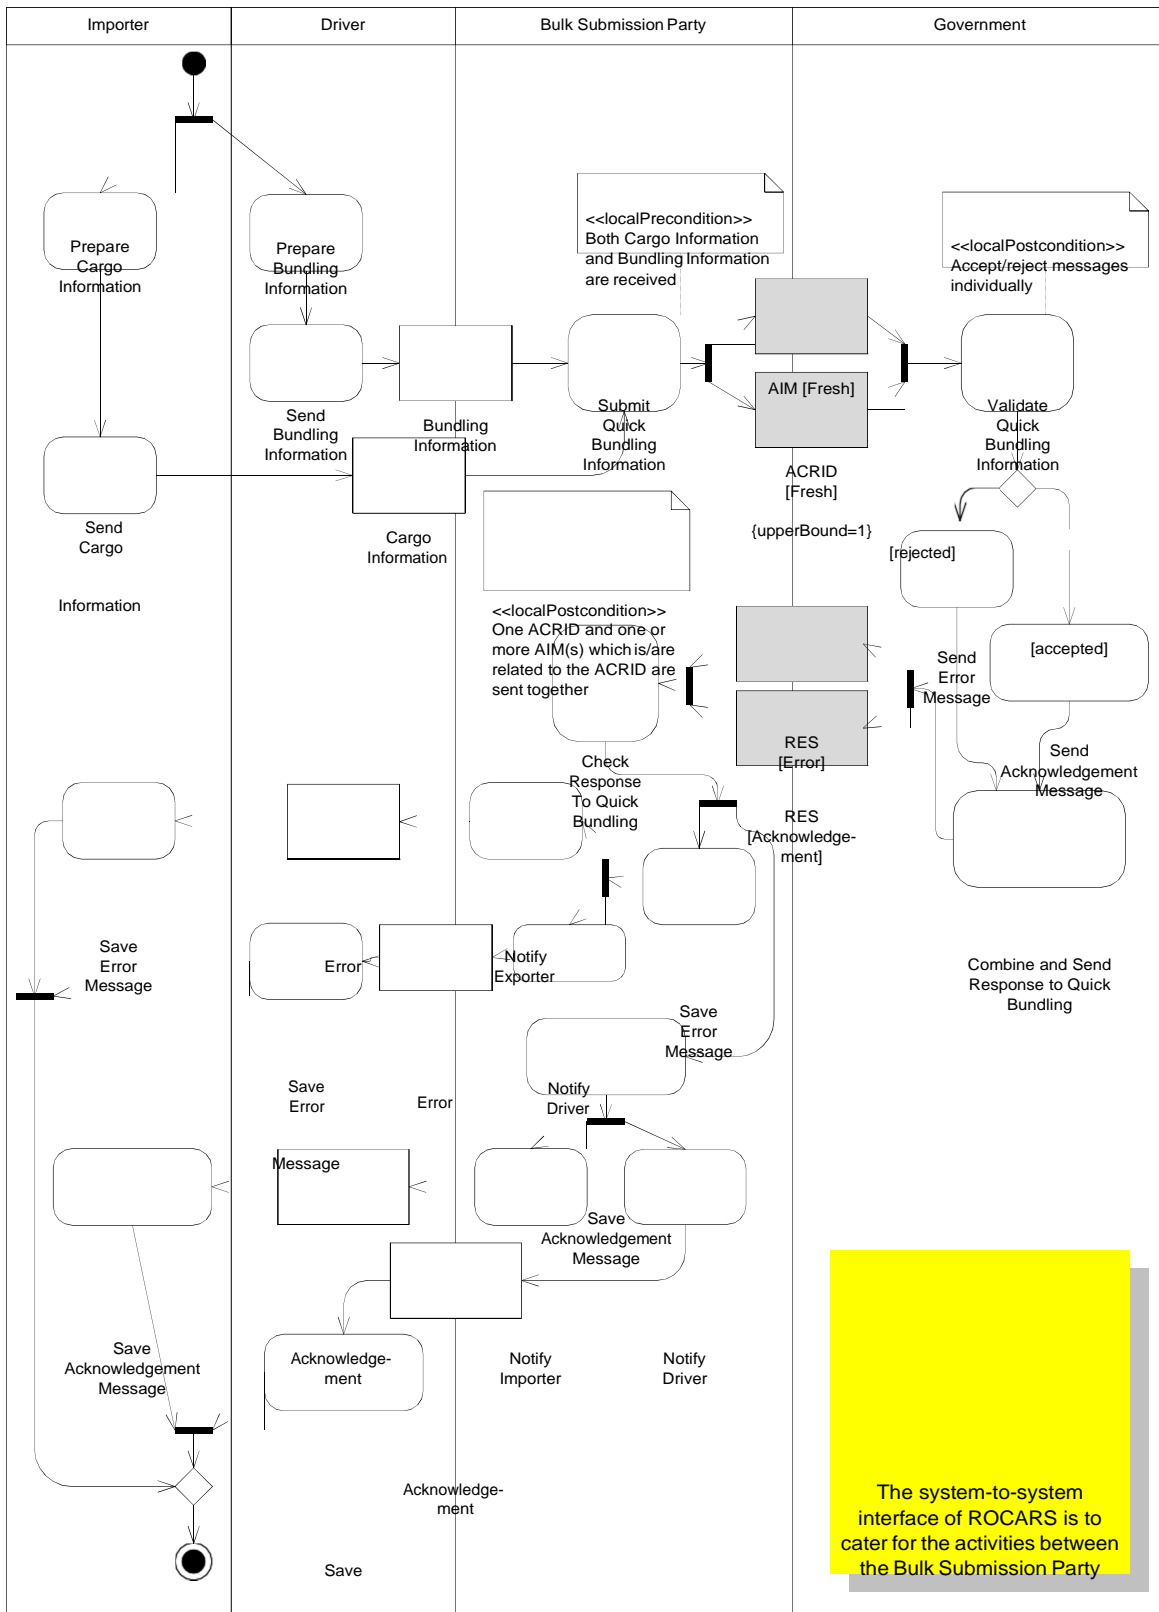 Importer
Driver
Bulk Submission Party
Government
<<localPrecondition>>
Both Cargo Information
and Bundling Information
are received
<<localPostcondition>>
Accept/reject messages
individually
Prepare
Cargo
Information
Prepare
Bundling
Information
Send
Bundling
Information
Bundling
Information
Submit
Quick
Bundling
Information
AIM [Fresh]
Validate
Quick
Bundling
Information
ACRID
[Fresh]
{upperBound=1}
Send
Cargo
Information
Cargo
Information
[rejected]
<<localPostcondition>>
One ACRID and one or
more AIM(s) which is/are
related to the ACRID are
sent together
[accepted]
Send
Error
Message
RES
[Error]
Send
Acknowledgement
Message
Check
Response
To Quick
Bundling
RES
[Acknowledge-
ment]
Save
Error
Message
Error
Notify
Exporter
Combine and Send
Response to Quick
Bundling
Save
Error
Message
Save
Error
Error
Notify
Driver
Message
Save
Acknowledgement
Message
Save
Acknowledgement
Message
Acknowledge-
ment
Notify
Importer
Notify
Driver
Acknowledge-
ment
Save
The system-to-system
interface of ROCARS is to
cater for the activities between
the Bulk Submission Party